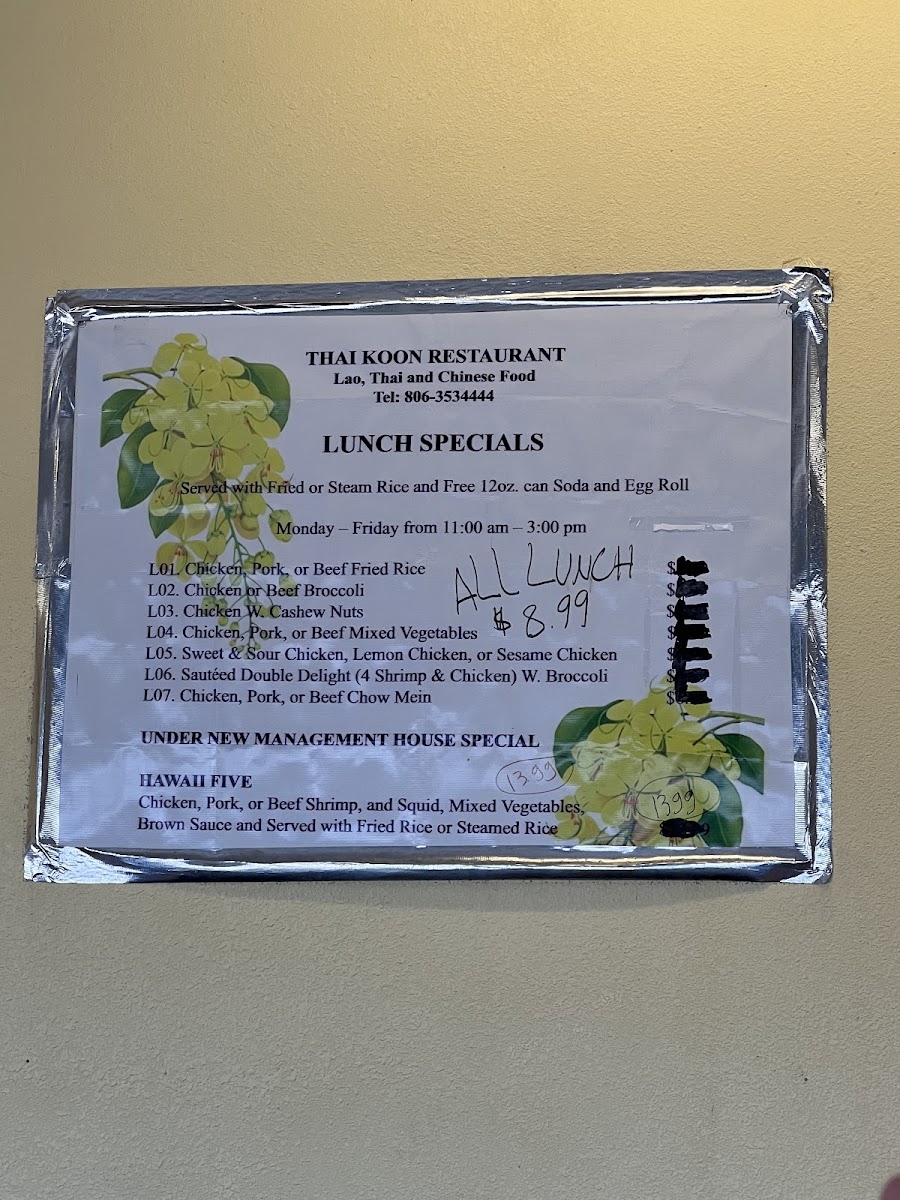 THAI KOON RESTAURANT
Lao, Thai and Chinese Food
Tel: 806-3534444
LUNCH SPECIALS
Served with Fried or Steam Rice and Free 12oz. can Soda and Egg Roll
Monday – Friday from 11:00 am – 3:00 pm
ALL LUNCH
$ 8.99
L01. Chicken, Pork, or Beef Fried Rice $
L02. Chicken or Beef Broccoli $
L03. Chicken W. Cashew Nuts $
L04. Chicken, Pork, or Beef Mixed Vegetables $
L05. Sweet & Sour Chicken, Lemon Chicken, or Sesame Chicken $
L06. Sautéed Double Delight (4 Shrimp & Chicken) W. Broccoli $
L07. Chicken, Pork, or Beef Chow Mein $
UNDER NEW MANAGEMENT HOUSE SPECIAL
HAWAII FIVE 13.99
Chicken, Pork, or Beef Shrimp, and Squid, Mixed Vegetables, 1399
Brown Sauce and Served with Fried Rice or Steamed Rice